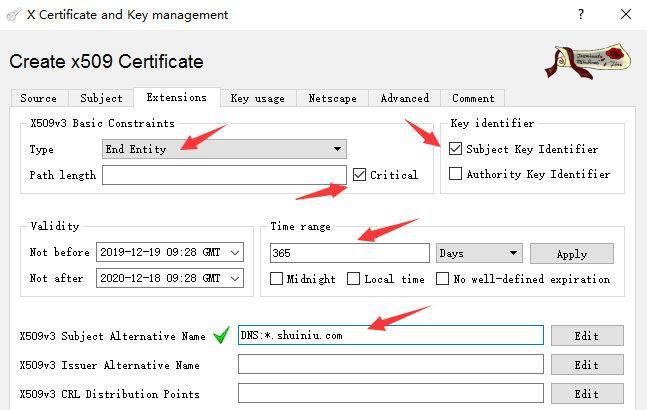 X Certificate and Key management
Create x509 Certificate
Source Subject Extensions Key usage Netscape Advanced Comment
X509v3 Basic Constraints
Type End Entity
Path length Critical
Key identifier
Subject Key Identifier
Authority Key Identifier
Validity
Not before 2019-12-19 09:28 GMT
Not after 2020-12-18 09:28 GMT
Time range
365 Days Apply
Midnight Local time No well-defined expiration
X509v3 Subject Alternative Name DNS:*.shuiniu.com Edit
X509v3 Issuer Alternative Name Edit
X509v3 CRL Distribution Points Edit